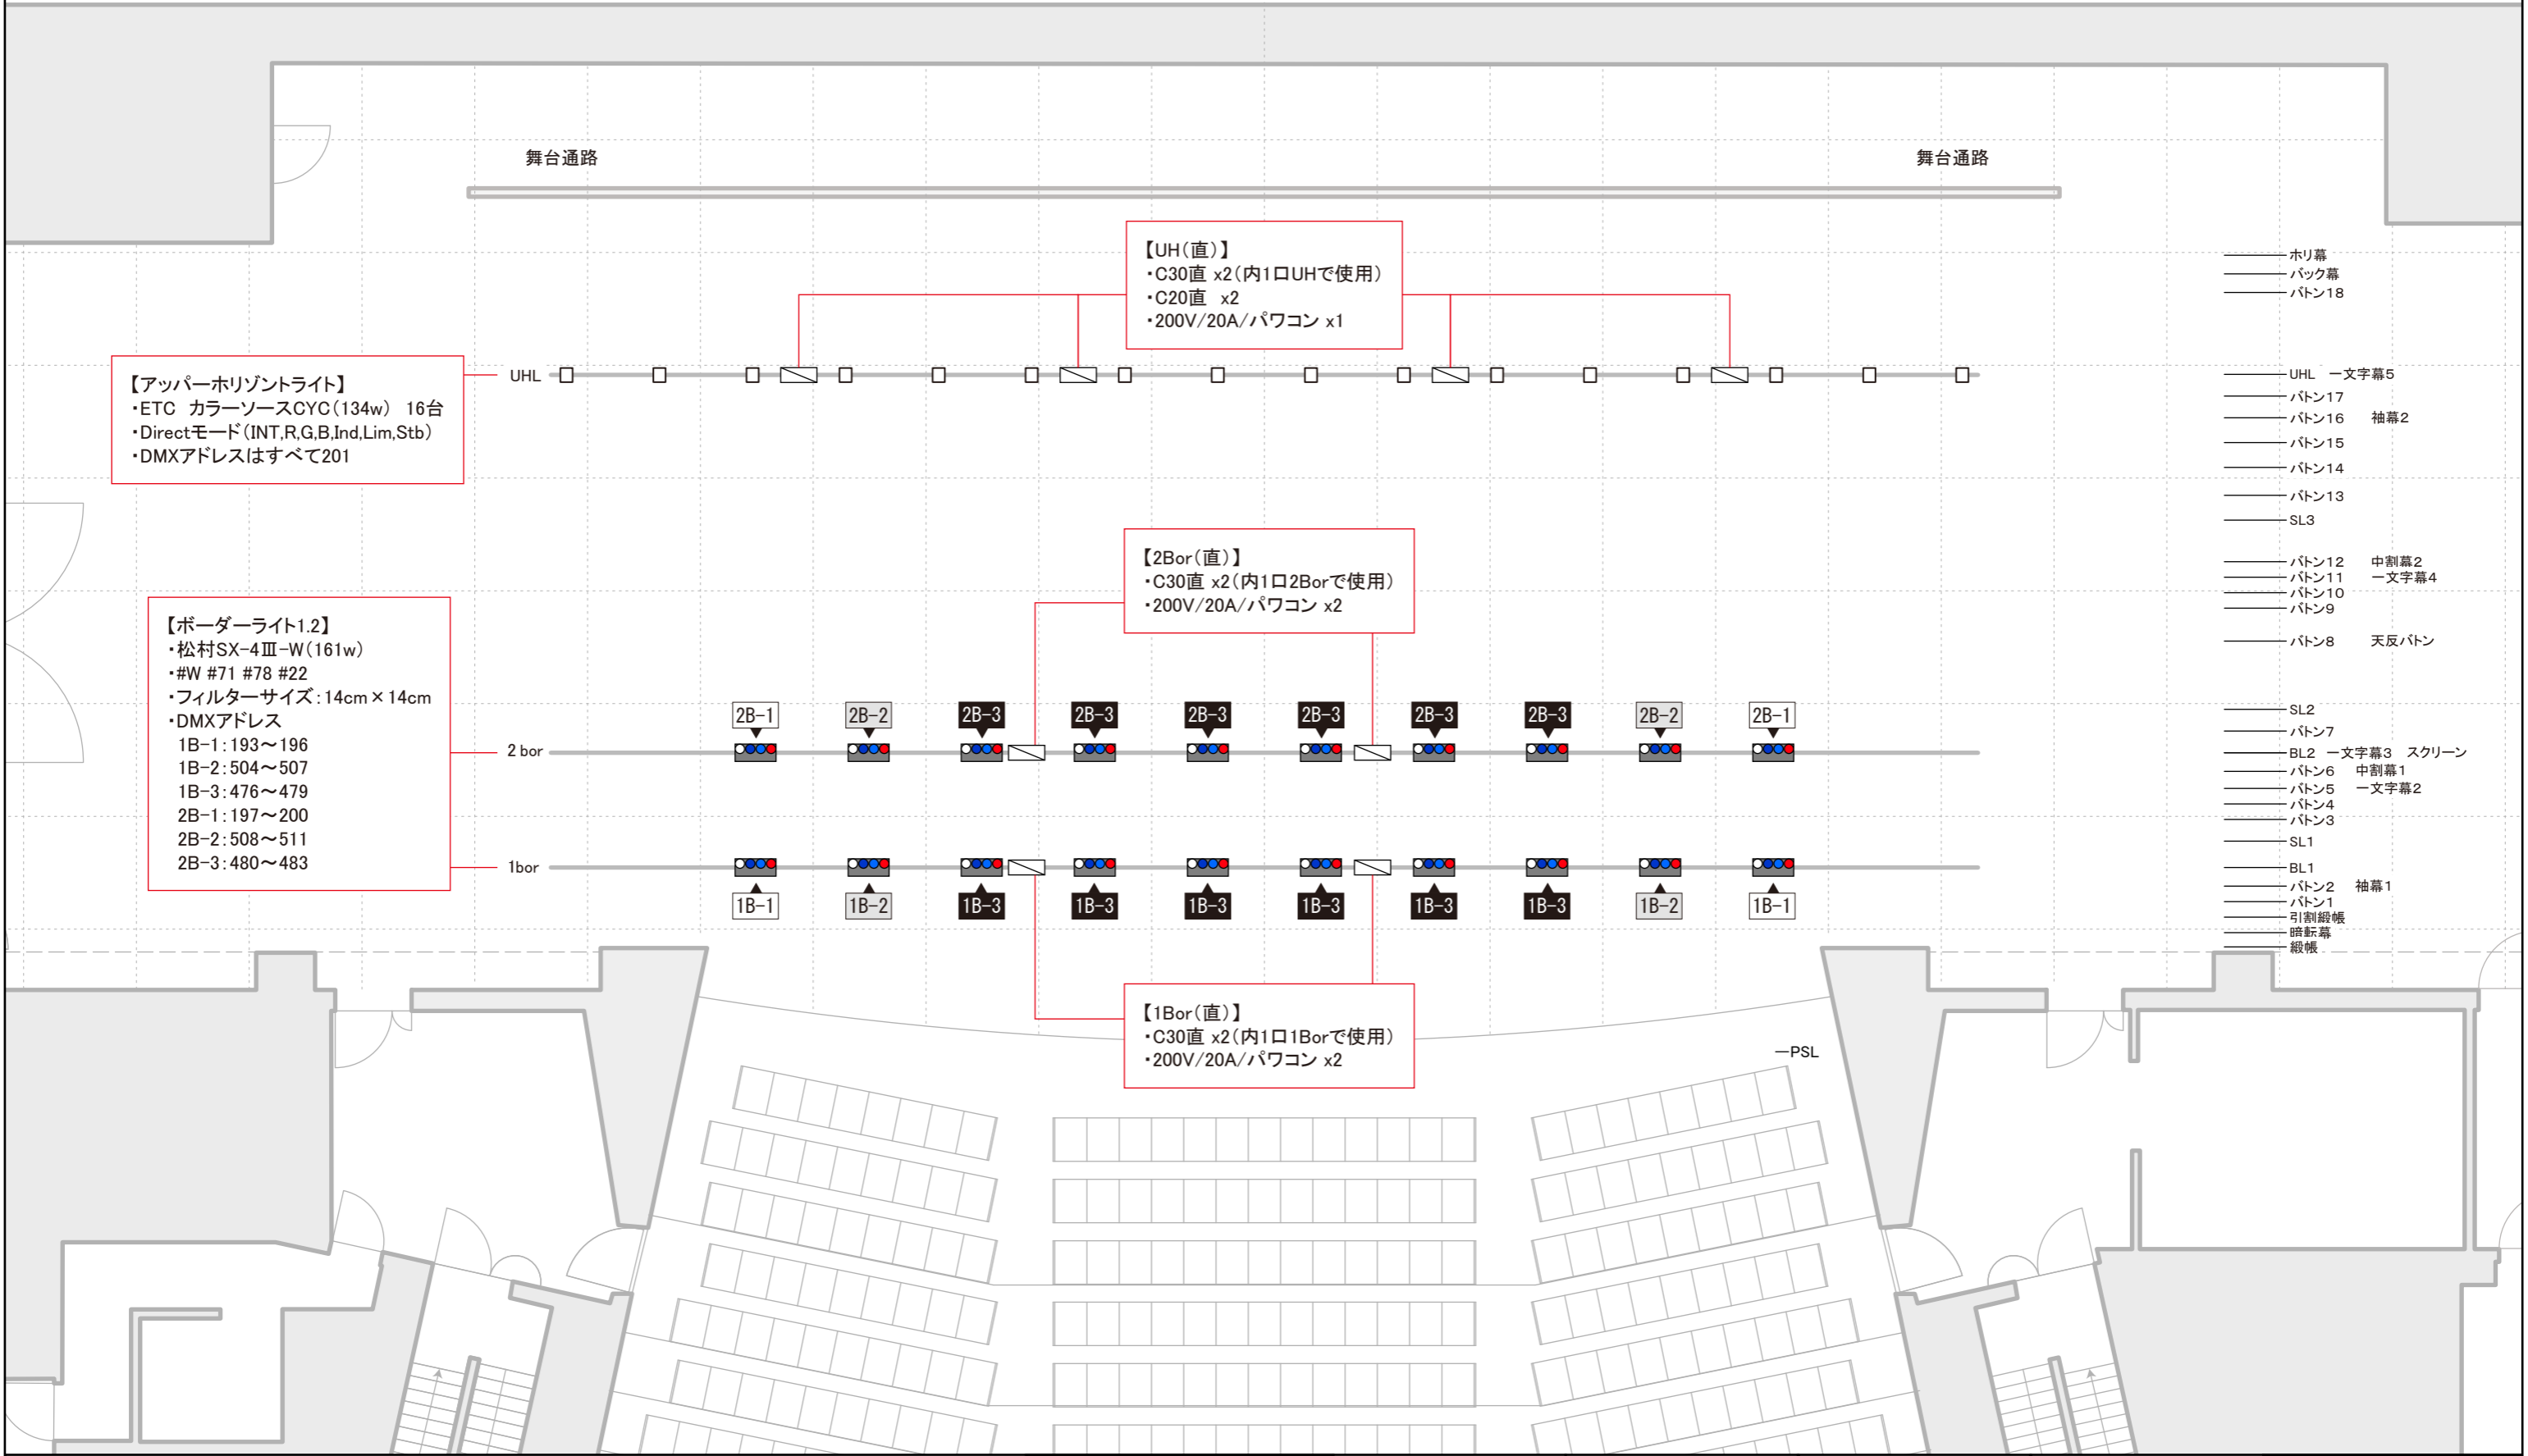 舞台通路
舞台通路
【UH(直)】
・C30直 x2(内1口UHで使用)
・C20直 x2
・200V/20A/パワコン x1
【アッパーホリゾントライト】
・ETC カラーソースCYC(134w) 16台
・Directモード(INT,R,G,B,Ind,Lim,Stb)
・DMXアドレスはすべて201
UHL
【2Bor(直)】
・C30直 x2(内1口2Borで使用)
・200V/20A/パワコン x2
【ボーダーライト1.2】
・松村SX-4Ⅲ-W(161w)
・#W #71 #78 #22
・フィルターサイズ:14cm×14cm
・DMXアドレス
1B-1:193～196
1B-2:504～507
1B-3:476～479
2B-1:197～200
2B-2:508～511
2B-3:480～483
2B-1 2B-2 2B-3 2B-3 2B-3 2B-3 2B-3 2B-3 2B-2 2B-1
2 bor
1bor
1B-1 1B-2 1B-3 1B-3 1B-3 1B-3 1B-3 1B-3 1B-2 1B-1
【1Bor(直)】
・C30直 x2(内1口1Borで使用)
・200V/20A/パワコン x2
PSL
ホリ幕
バック幕
バトン18
UHL 一文字幕5
バトン17
バトン16 袖幕2
バトン15
バトン14
バトン13
SL3
バトン12 中割幕2
バトン11 一文字幕4
バトン10
バトン9
バトン8 天反バトン
SL2
バトン7
BL2 一文字幕3 スクリーン
バトン6 中割幕1
バトン5 一文字幕2
バトン4
バトン3
SL1
BL1
バトン2 袖幕1
バトン1
引割緞帳
暗転幕
緞帳